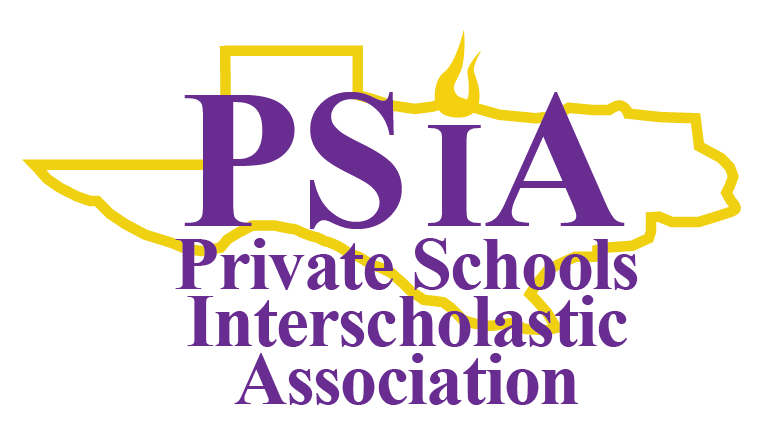 PSiA
Private Schools
Interscholastic
Association